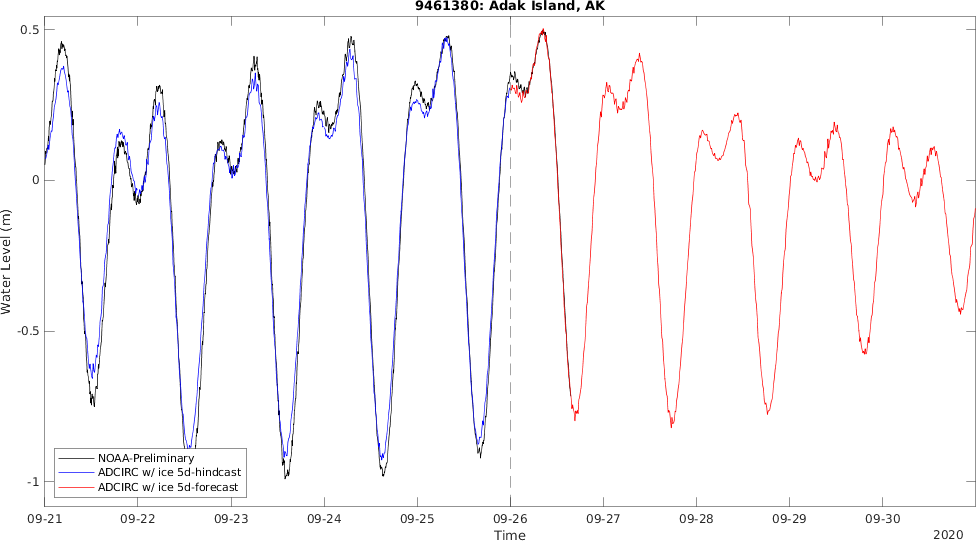 9461380: Adak Island, AK
0.5
0
-0.5
-1
Water Level (m)
NOAA-Preliminary
ADCIRC w/ ice 5d-hindcast
ADCIRC w/ ice 5d-forecast
09-21 09-22 09-23 09-24 09-25 09-26 09-27 09-28 09-29 09-30
Time
2020